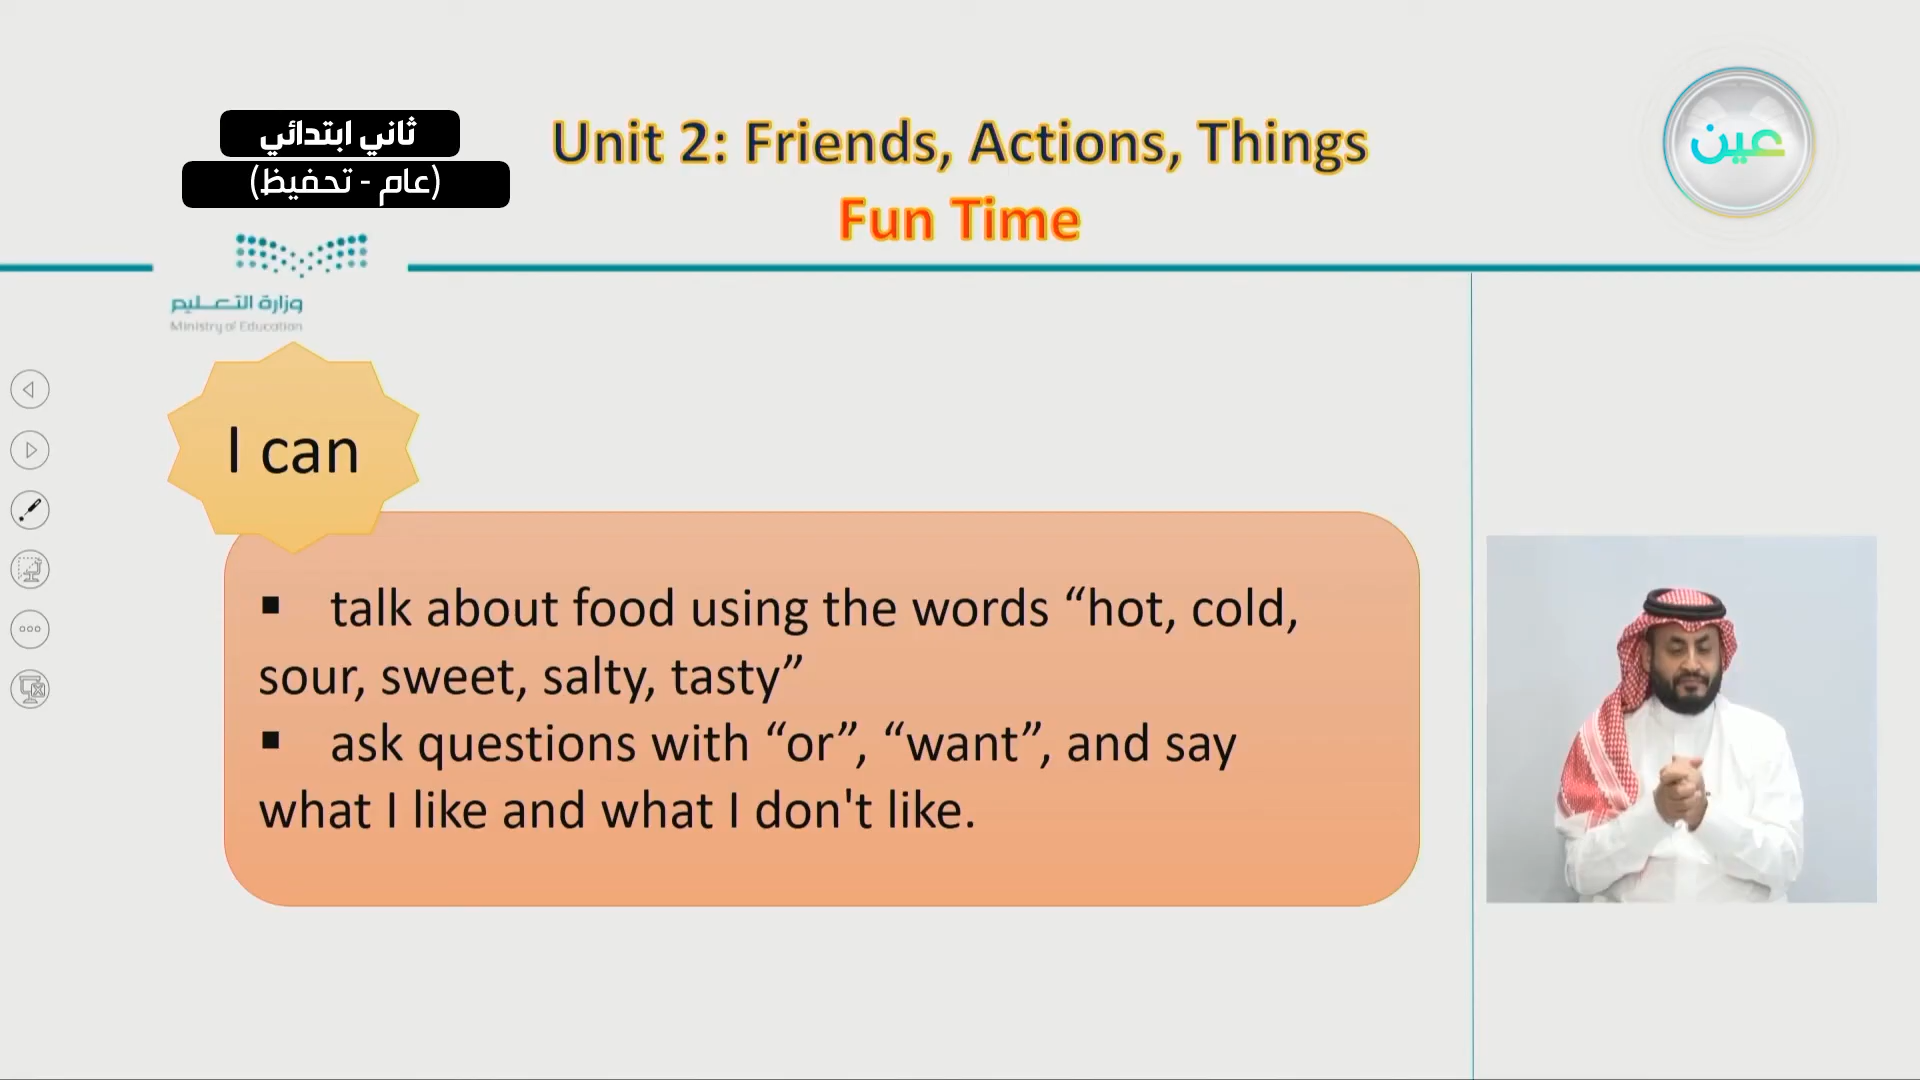 ثاني ابتدائي
(عام - تحفيظ)
Unit 2: Friends, Actions, Things
Fun Time
عين
وزارة التعليم
Ministry of Education
I can
▪ talk about food using the words “hot, cold,
sour, sweet, salty, tasty”
▪ ask questions with “or”, “want”, and say
what I like and what I don't like.